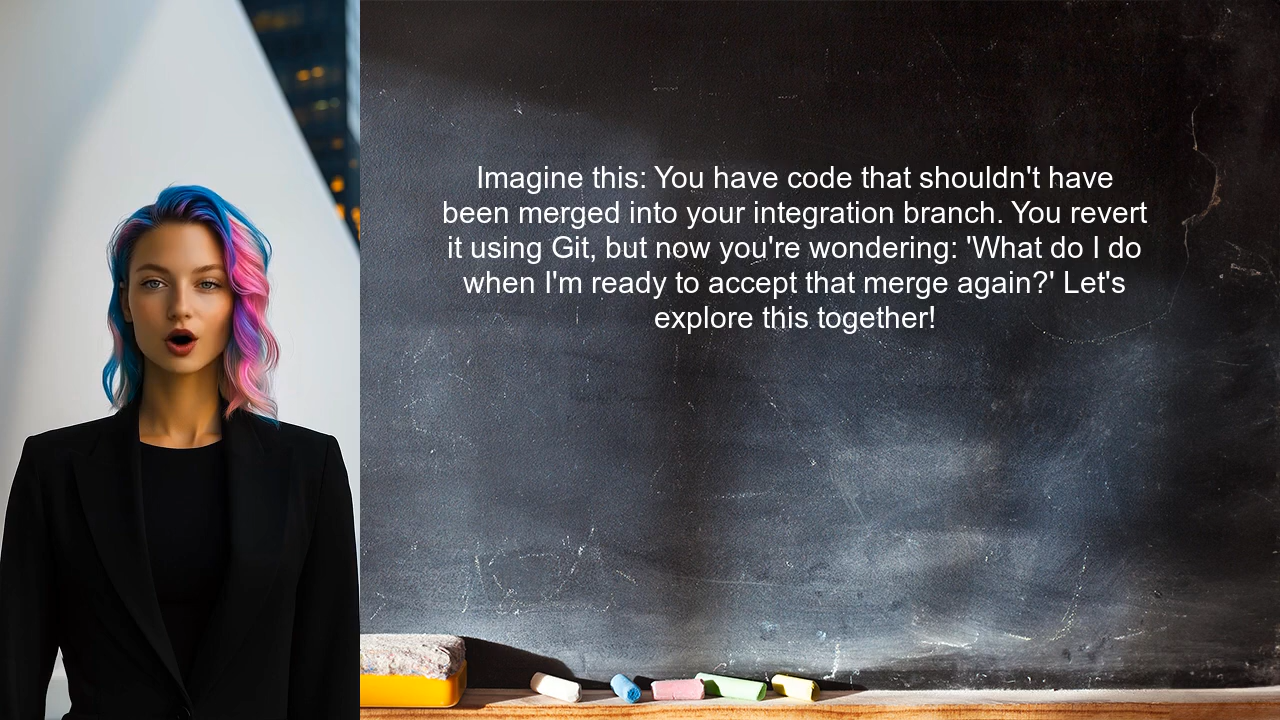 Imagine this: You have code that shouldn't have
been merged into your integration branch. You revert
it using Git, but now you're wondering: 'What do I do
when I'm ready to accept that merge again?' Let's
explore this together!